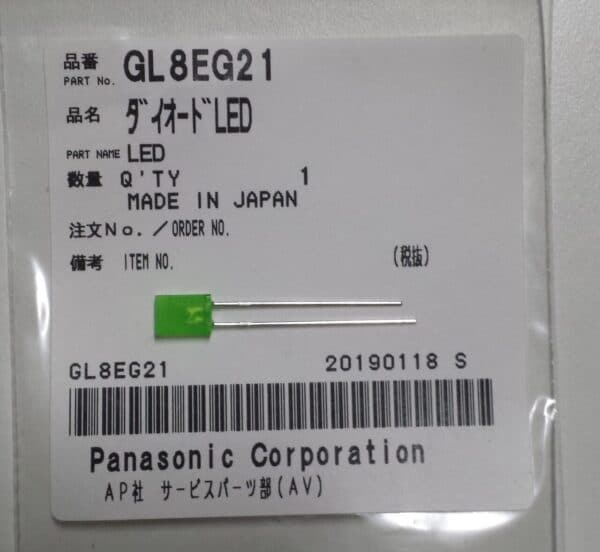 品番 GL8EG21
PART No.
品名 ダイオードLED
PART NAME LED
数量 Q'TY 1
MADE IN JAPAN
注文No./ORDER NO.
備考 ITEM NO. (税抜)
GL8EG21 20190118 S
Panasonic Corporation
AP社 サービスパーツ部(AV)